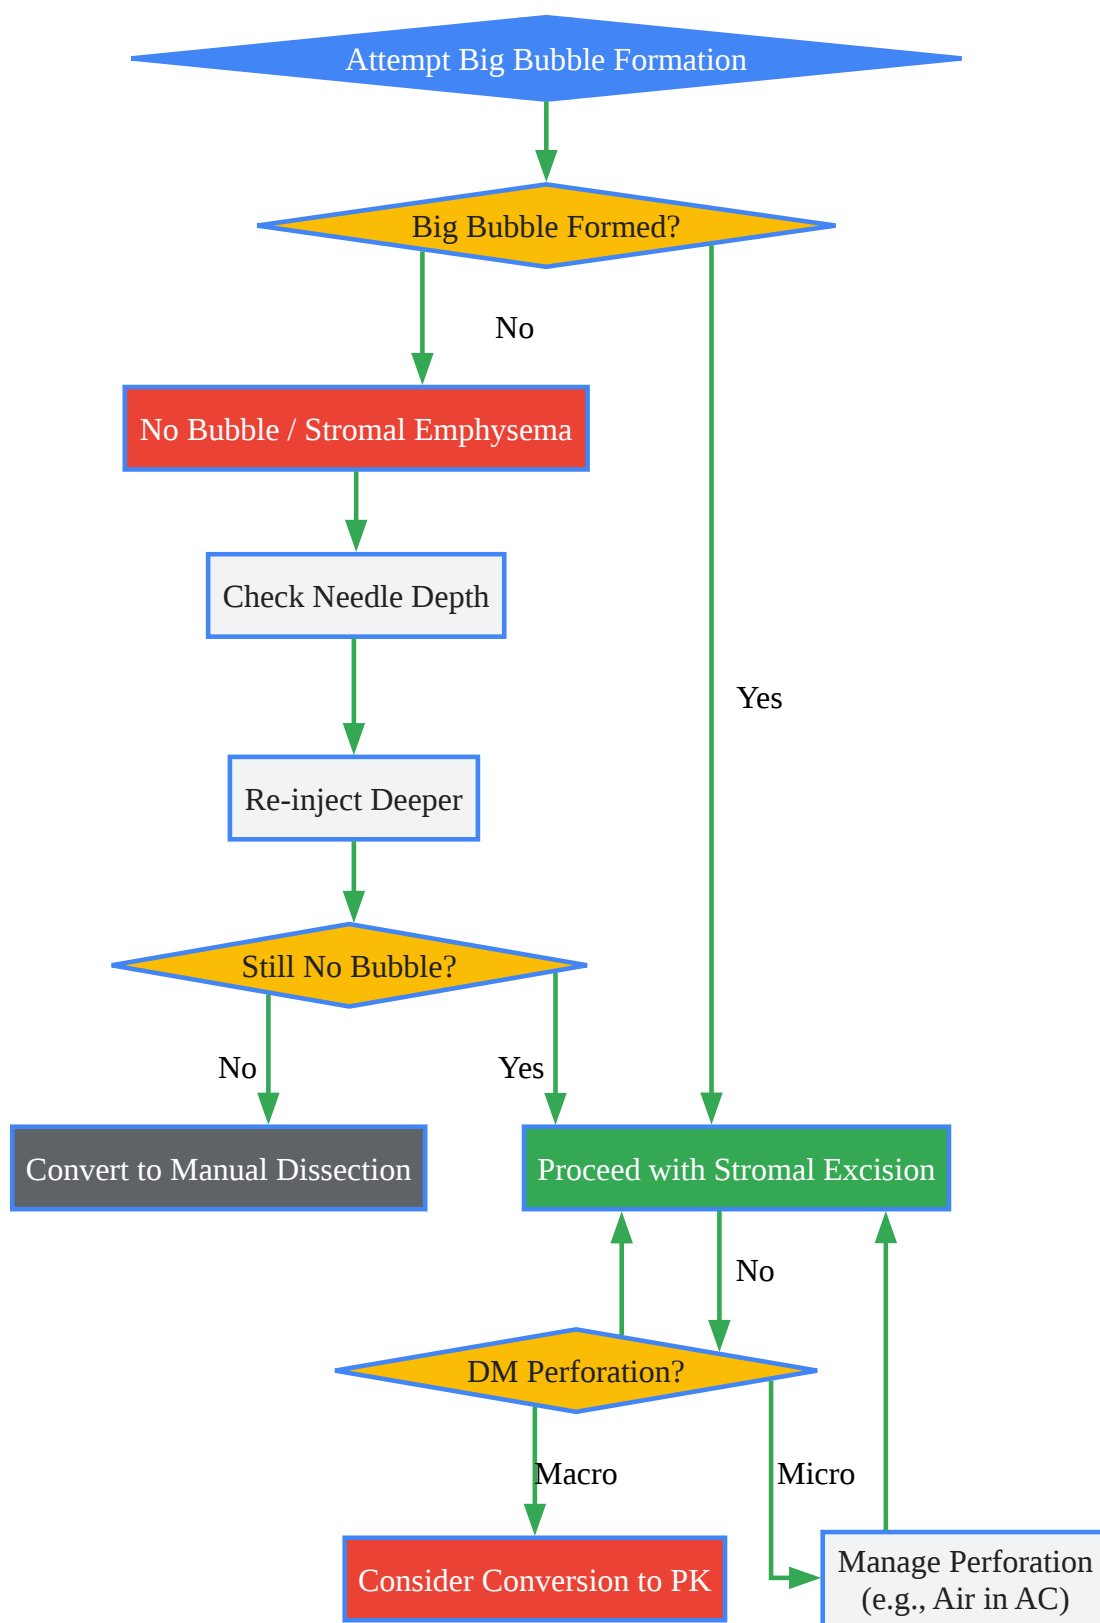 Attempt Big Bubble Formation
Big Bubble Formed?
No
No Bubble / Stromal Emphysema
Check Needle Depth
Yes
Re-inject Deeper
Still No Bubble?
No
Yes
Convert to Manual Dissection
Proceed with Stromal Excision
No
DM Perforation?
Macro
Micro
Consider Conversion to PK
Manage Perforation
(e.g., Air in AC)